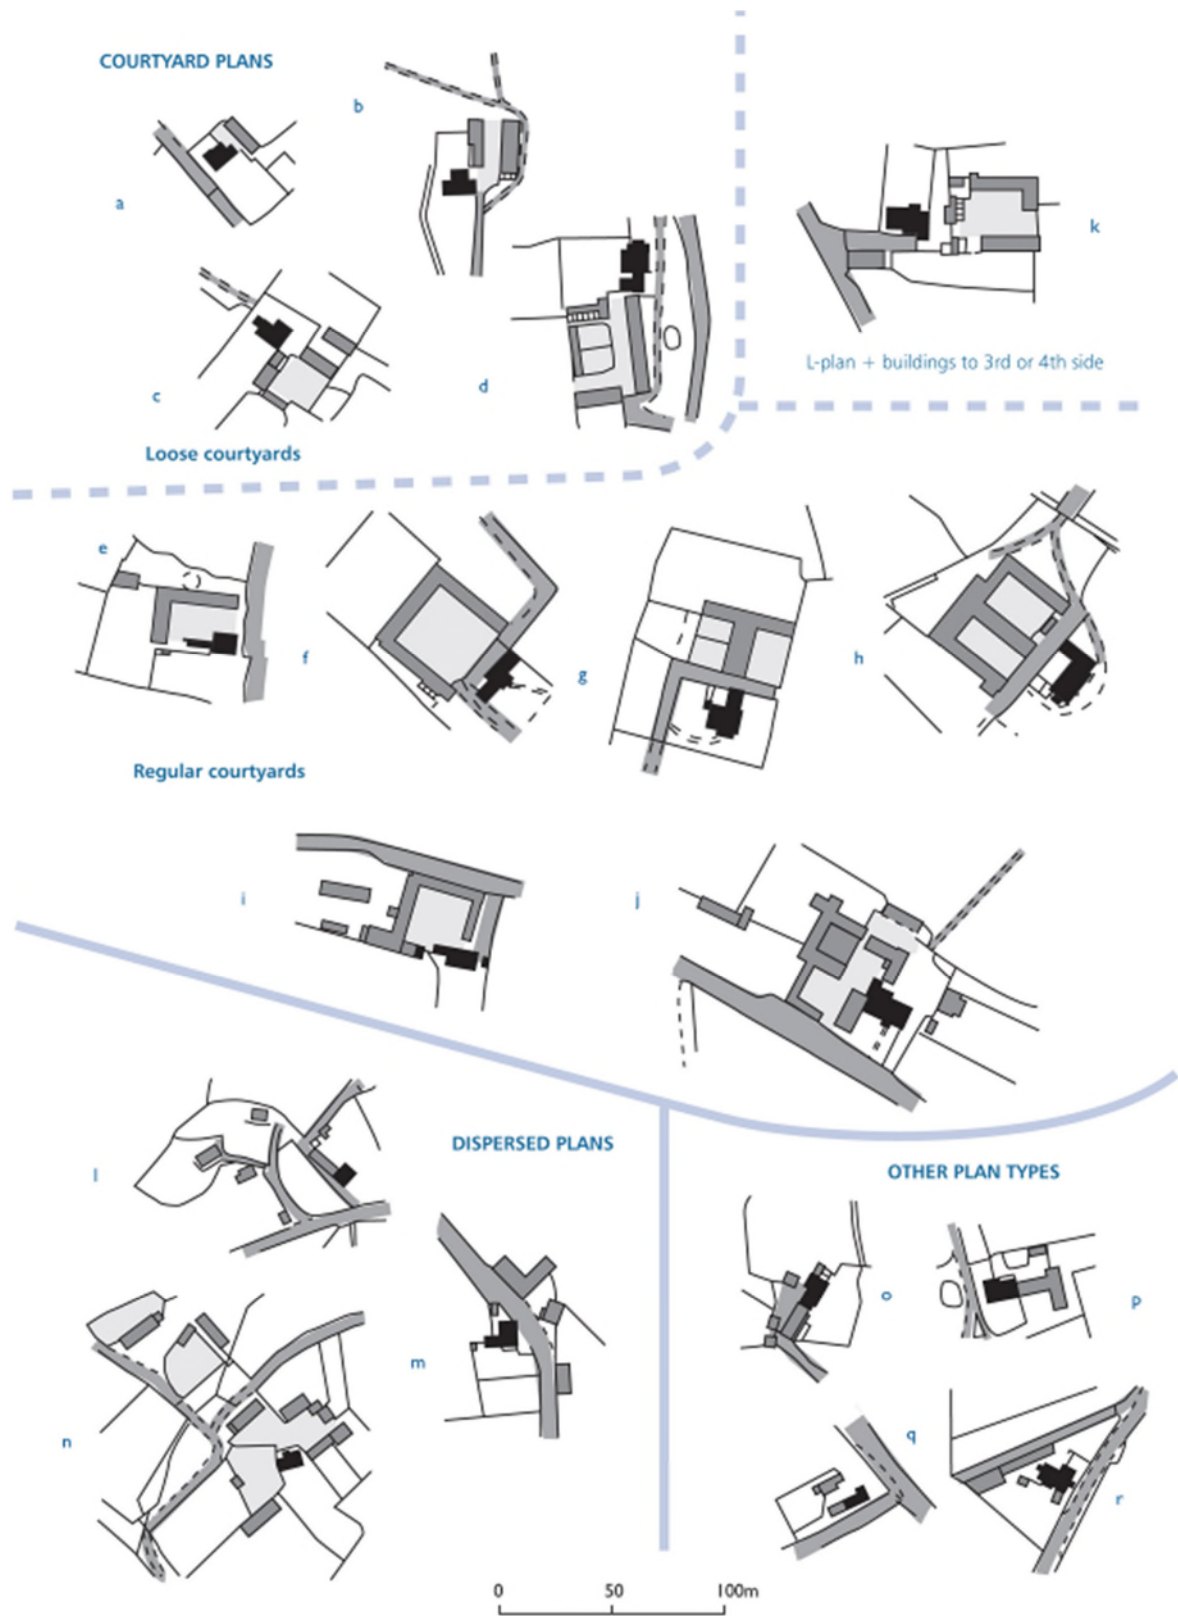 COURTYARD PLANS
b
a
k
L-plan + buildings to 3rd or 4th side
c
d
Loose courtyards
e
f
g
h
Regular courtyards
i
j
DISPERSED PLANS
OTHER PLAN TYPES
l
o
p
m
n
q
r
0 50 100m